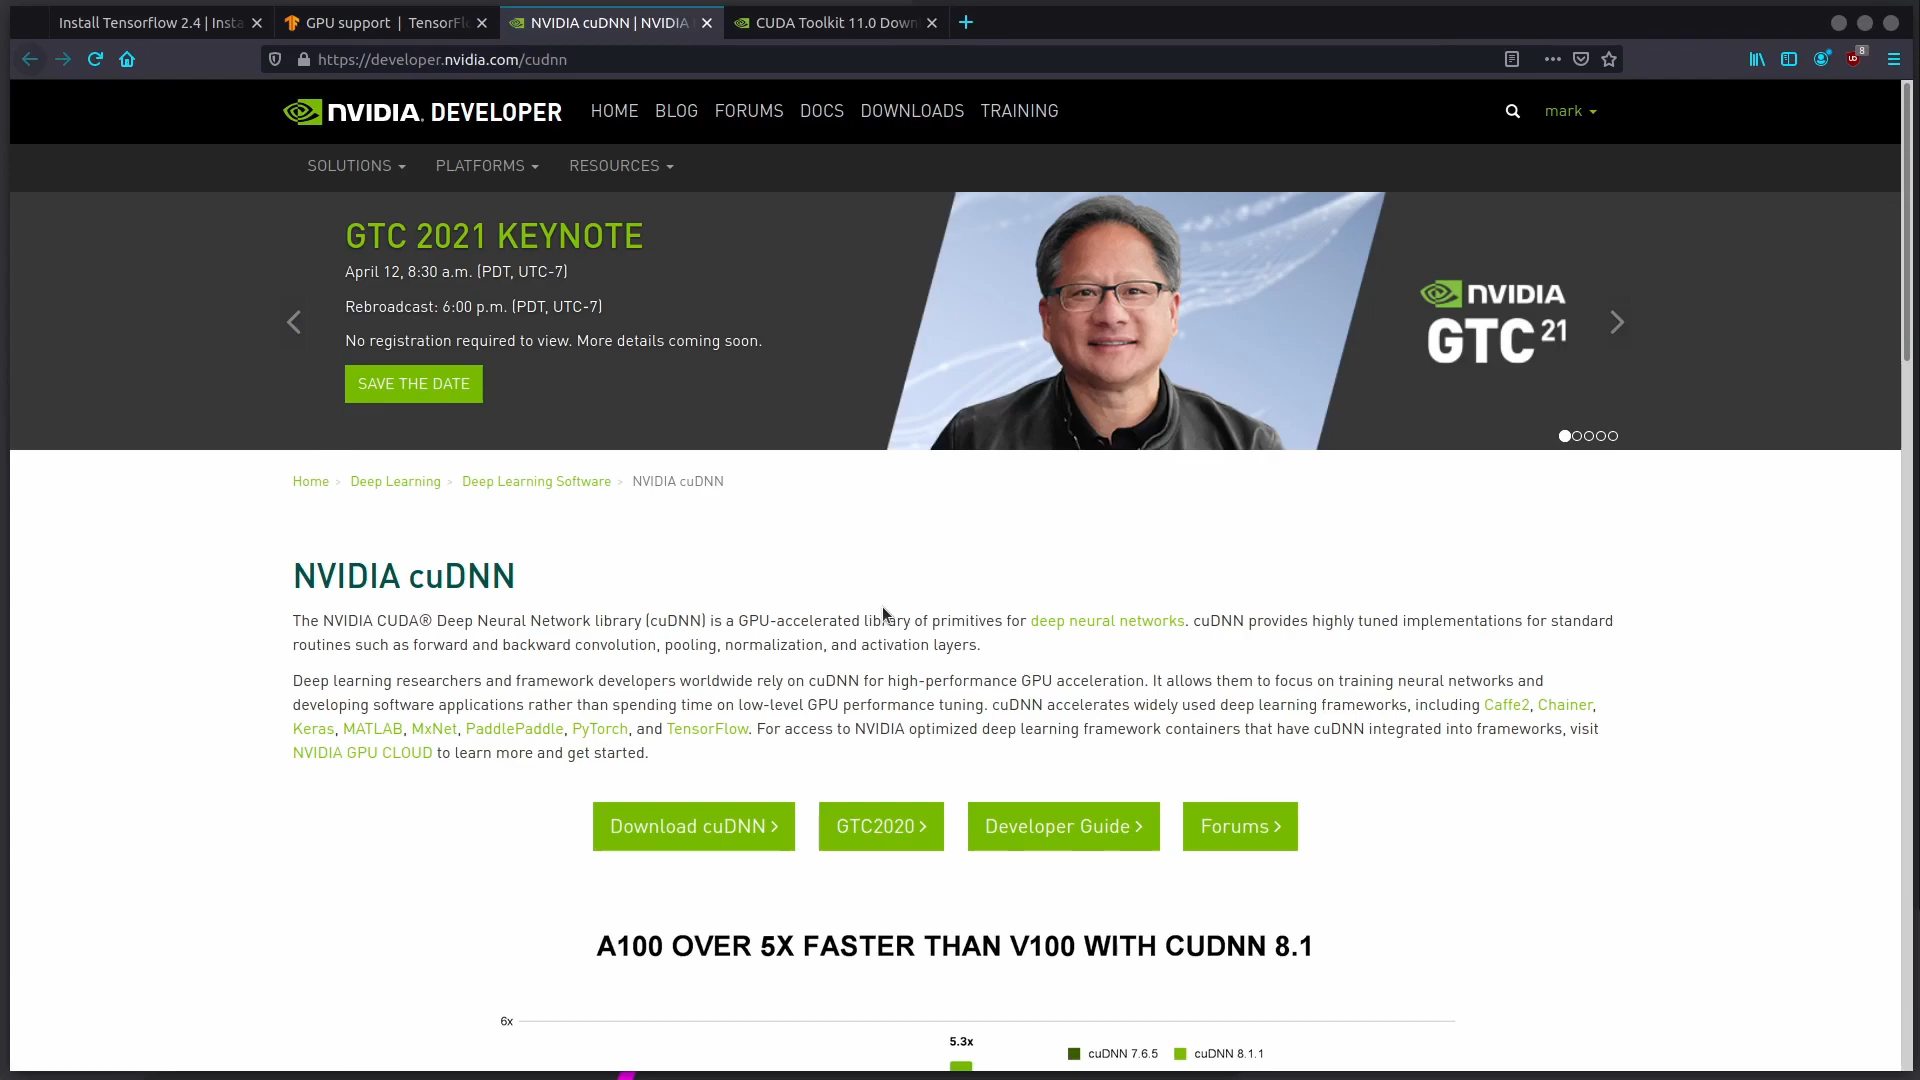 Install Tensorflow 2.4 | Insta
GPU support | TensorFl
NVIDIA cuDNN | NVIDIA
CUDA Toolkit 11.0 Down
https://developer.nvidia.com/cudnn
8
NVIDIA. DEVELOPER HOME BLOG FORUMS DOCS DOWNLOADS TRAINING mark
SOLUTIONS PLATFORMS RESOURCES
GTC 2021 KEYNOTE
April 12, 8:30 a.m. (PDT, UTC-7)
Rebroadcast: 6:00 p.m. (PDT, UTC-7)
No registration required to view. More details coming soon.
SAVE THE DATE
NVIDIA
GTC 21
Home > Deep Learning > Deep Learning Software > NVIDIA cuDNN
NVIDIA cuDNN
The NVIDIA CUDA® Deep Neural Network library (cuDNN) is a GPU-accelerated library of primitives for deep neural networks. cuDNN provides highly tuned implementations for standard
routines such as forward and backward convolution, pooling, normalization, and activation layers.
Deep learning researchers and framework developers worldwide rely on cuDNN for high-performance GPU acceleration. It allows them to focus on training neural networks and
developing software applications rather than spending time on low-level GPU performance tuning. cuDNN accelerates widely used deep learning frameworks, including Caffe2, Chainer,
Keras, MATLAB, MxNet, PaddlePaddle, PyTorch, and TensorFlow. For access to NVIDIA optimized deep learning framework containers that have cuDNN integrated into frameworks, visit
NVIDIA GPU CLOUD to learn more and get started.
Download cuDNN > GTC2020 > Developer Guide > Forums >
A100 OVER 5X FASTER THAN V100 WITH CUDNN 8.1
6x
5.3x
cuDNN 7.6.5 cuDNN 8.1.1